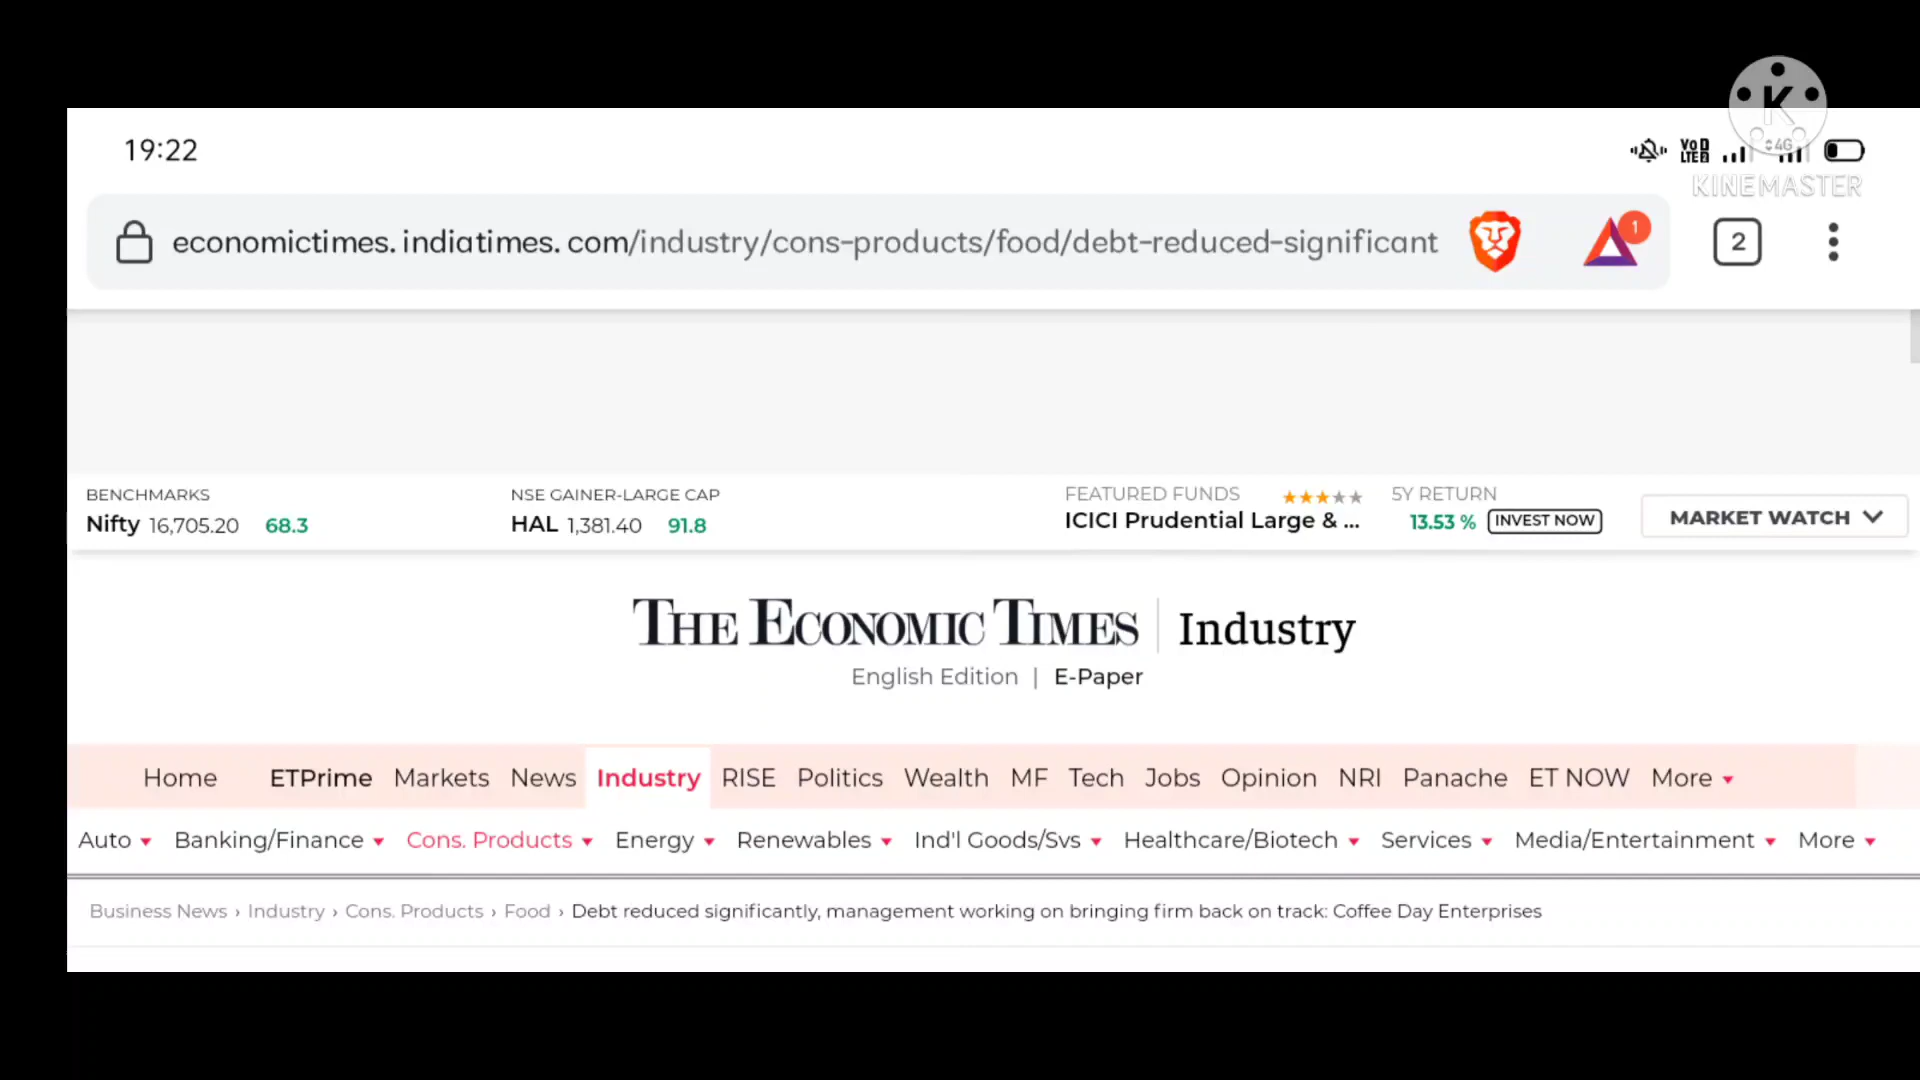 19:22
VoD LTE2 4G
K
KINEMASTER
economictimes.indiatimes.com/industry/cons-products/food/debt-reduced-significant 1 2
BENCHMARKS NSE GAINER-LARGE CAP FEATURED FUNDS 5Y RETURN
Nifty 16,705.20 68.3 HAL 1,381.40 91.8 ICICI Prudential Large & ... 13.53 % INVEST NOW MARKET WATCH
THE ECONOMIC TIMES | Industry
English Edition | E-Paper
Home ETPrime Markets News Industry RISE Politics Wealth MF Tech Jobs Opinion NRI Panache ET NOW More
Auto Banking/Finance Cons. Products Energy Renewables Ind'l Goods/Svs Healthcare/Biotech Services Media/Entertainment More
Business News › Industry › Cons. Products › Food › Debt reduced significantly, management working on bringing firm back on track: Coffee Day Enterprises